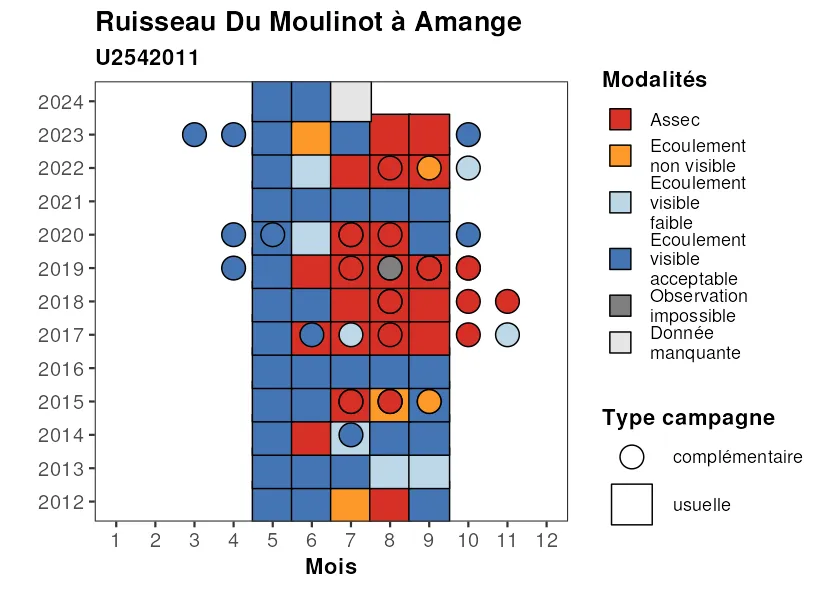 Ruisseau Du Moulinot à Amange
U2542011
2024
2023
2022
2021
2020
2019
2018
2017
2016
2015
2014
2013
2012
1 2 3 4 5 6 7 8 9 10 11 12
Mois
Modalités
Assec
Ecoulement
non visible
Ecoulement
visible
faible
Ecoulement
visible
acceptable
Observation
impossible
Donnée
manquante
Type campagne
complémentaire
usuelle